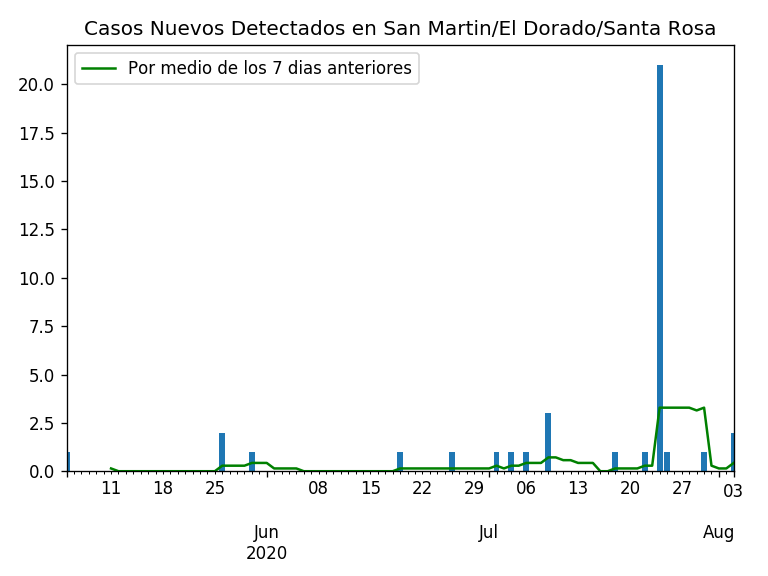 Casos Nuevos Detectados en San Martin/El Dorado/Santa Rosa
Por medio de los 7 dias anteriores
20.0
17.5
15.0
12.5
10.0
7.5
5.0
2.5
0.0
11 18 25 08 15 22 29 06 13 20 27 03
Jun Jul Aug
2020